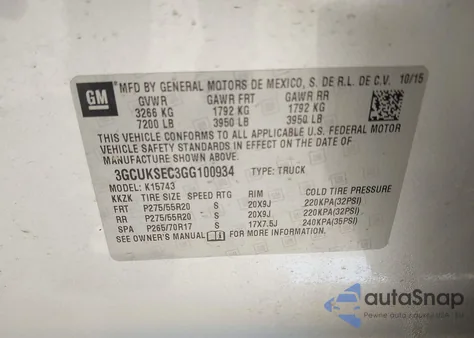 GM
MFD BY GENERAL MOTORS DE MEXICO, S. DE R.L. DE C.V. 10/15
GVWR GAWR FRT GAWR RR
3266 KG 1792 KG 1792 KG
7200 LB 3950 LB 3950 LB
THIS VEHICLE CONFORMS TO ALL APPLICABLE U.S. FEDERAL MOTOR
VEHICLE SAFETY STANDARDS IN EFFECT ON THE DATE OF
MANUFACTURE SHOWN ABOVE.
3GCUKSEC3GG100934 TYPE: TRUCK
MODEL: K15743
KKZK TIRE SIZE SPEED RTG RIM COLD TIRE PRESSURE
FRT P275/55R20 S 20X9J 220KPA(32PSI)
RR P275/55R20 S 20X9J 220KPA(32PSI)
SPA P265/70R17 S 17X7.5J 240KPA(35PSI)
SEE OWNER'S MANUAL FOR MORE INFORMATION.
autoSnap
Pewne auto z USA